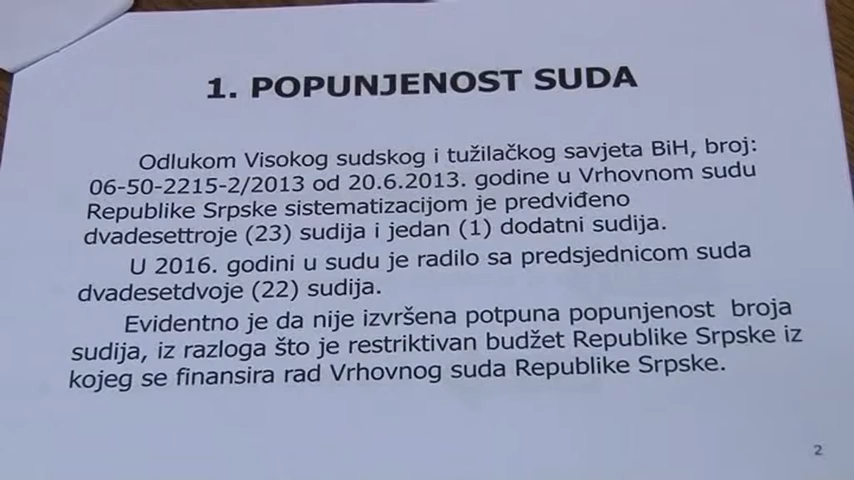 1. POPUNJENOST SUDA
Odlukom Visokog sudskog i tužilačkog savjeta BiH, broj:
06-50-2215-2/2013 od 20.6.2013. godine u Vrhovnom sudu
Republike Srpske sistematizacijom je predviđeno
dvadesettroje (23) sudija i jedan (1) dodatni sudija.
U 2016. godini u sudu je radilo sa predsjednicom suda
dvadesetdvoje (22) sudija.
Evidentno je da nije izvršena potpuna popunjenost broja
sudija, iz razloga što je restriktivan budžet Republike Srpske iz
kojeg se finansira rad Vrhovnog suda Republike Srpske.
2